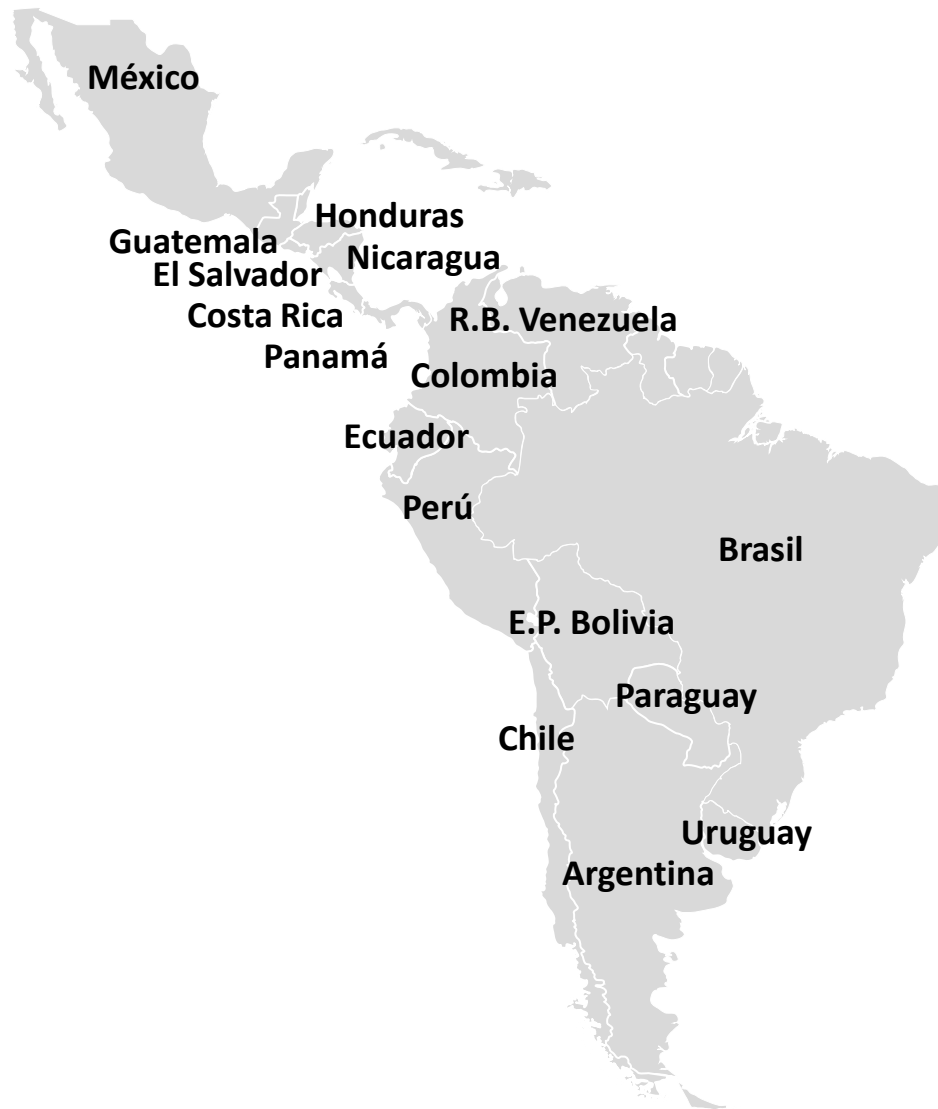 México
Honduras
Guatemala
Nicaragua
El Salvador
Costa Rica
R.B. Venezuela
Panamá
Colombia
Ecuador
Perú
Brasil
E.P. Bolivia
Paraguay
Chile
Uruguay
Argentina